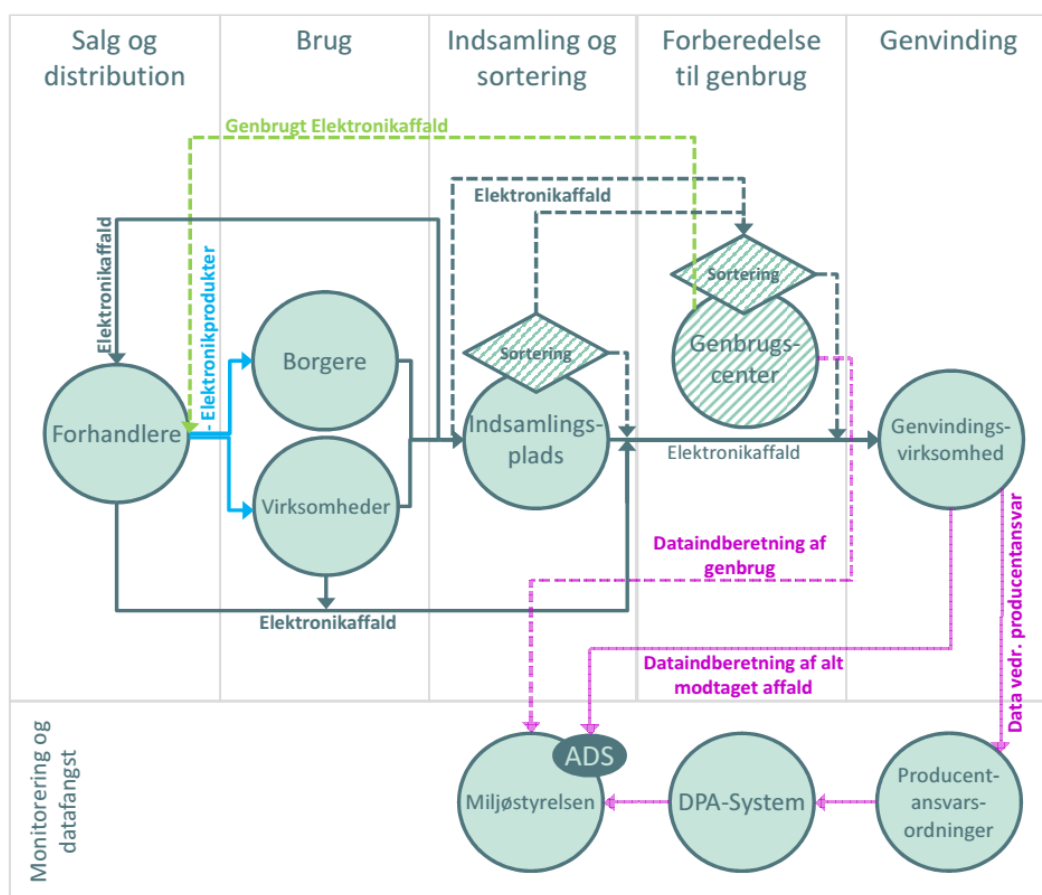 Salg og
distribution
Brug
Indsamling og
sortering
Forberedelse
til genbrug
Genvinding
Genbrugt Elektronikaffald
Elektronikaffald
Elektronikaffald
- Elektronikprodukter
Sortering
Sortering
Genbrugs-
center
Borgere
Forhandlere
Indsamlings-
plads
Genvindings-
virksomhed
Elektronikaffald
Virksomheder
Elektronikaffald
Dataindberetning af
genbrug
Dataindberetning af alt
modtaget affald
Data vedr. producentansvar
Monitorering og
datafangst
ADS
Miljøstyrelsen
DPA-System
Producent-
ansvars-
ordninger